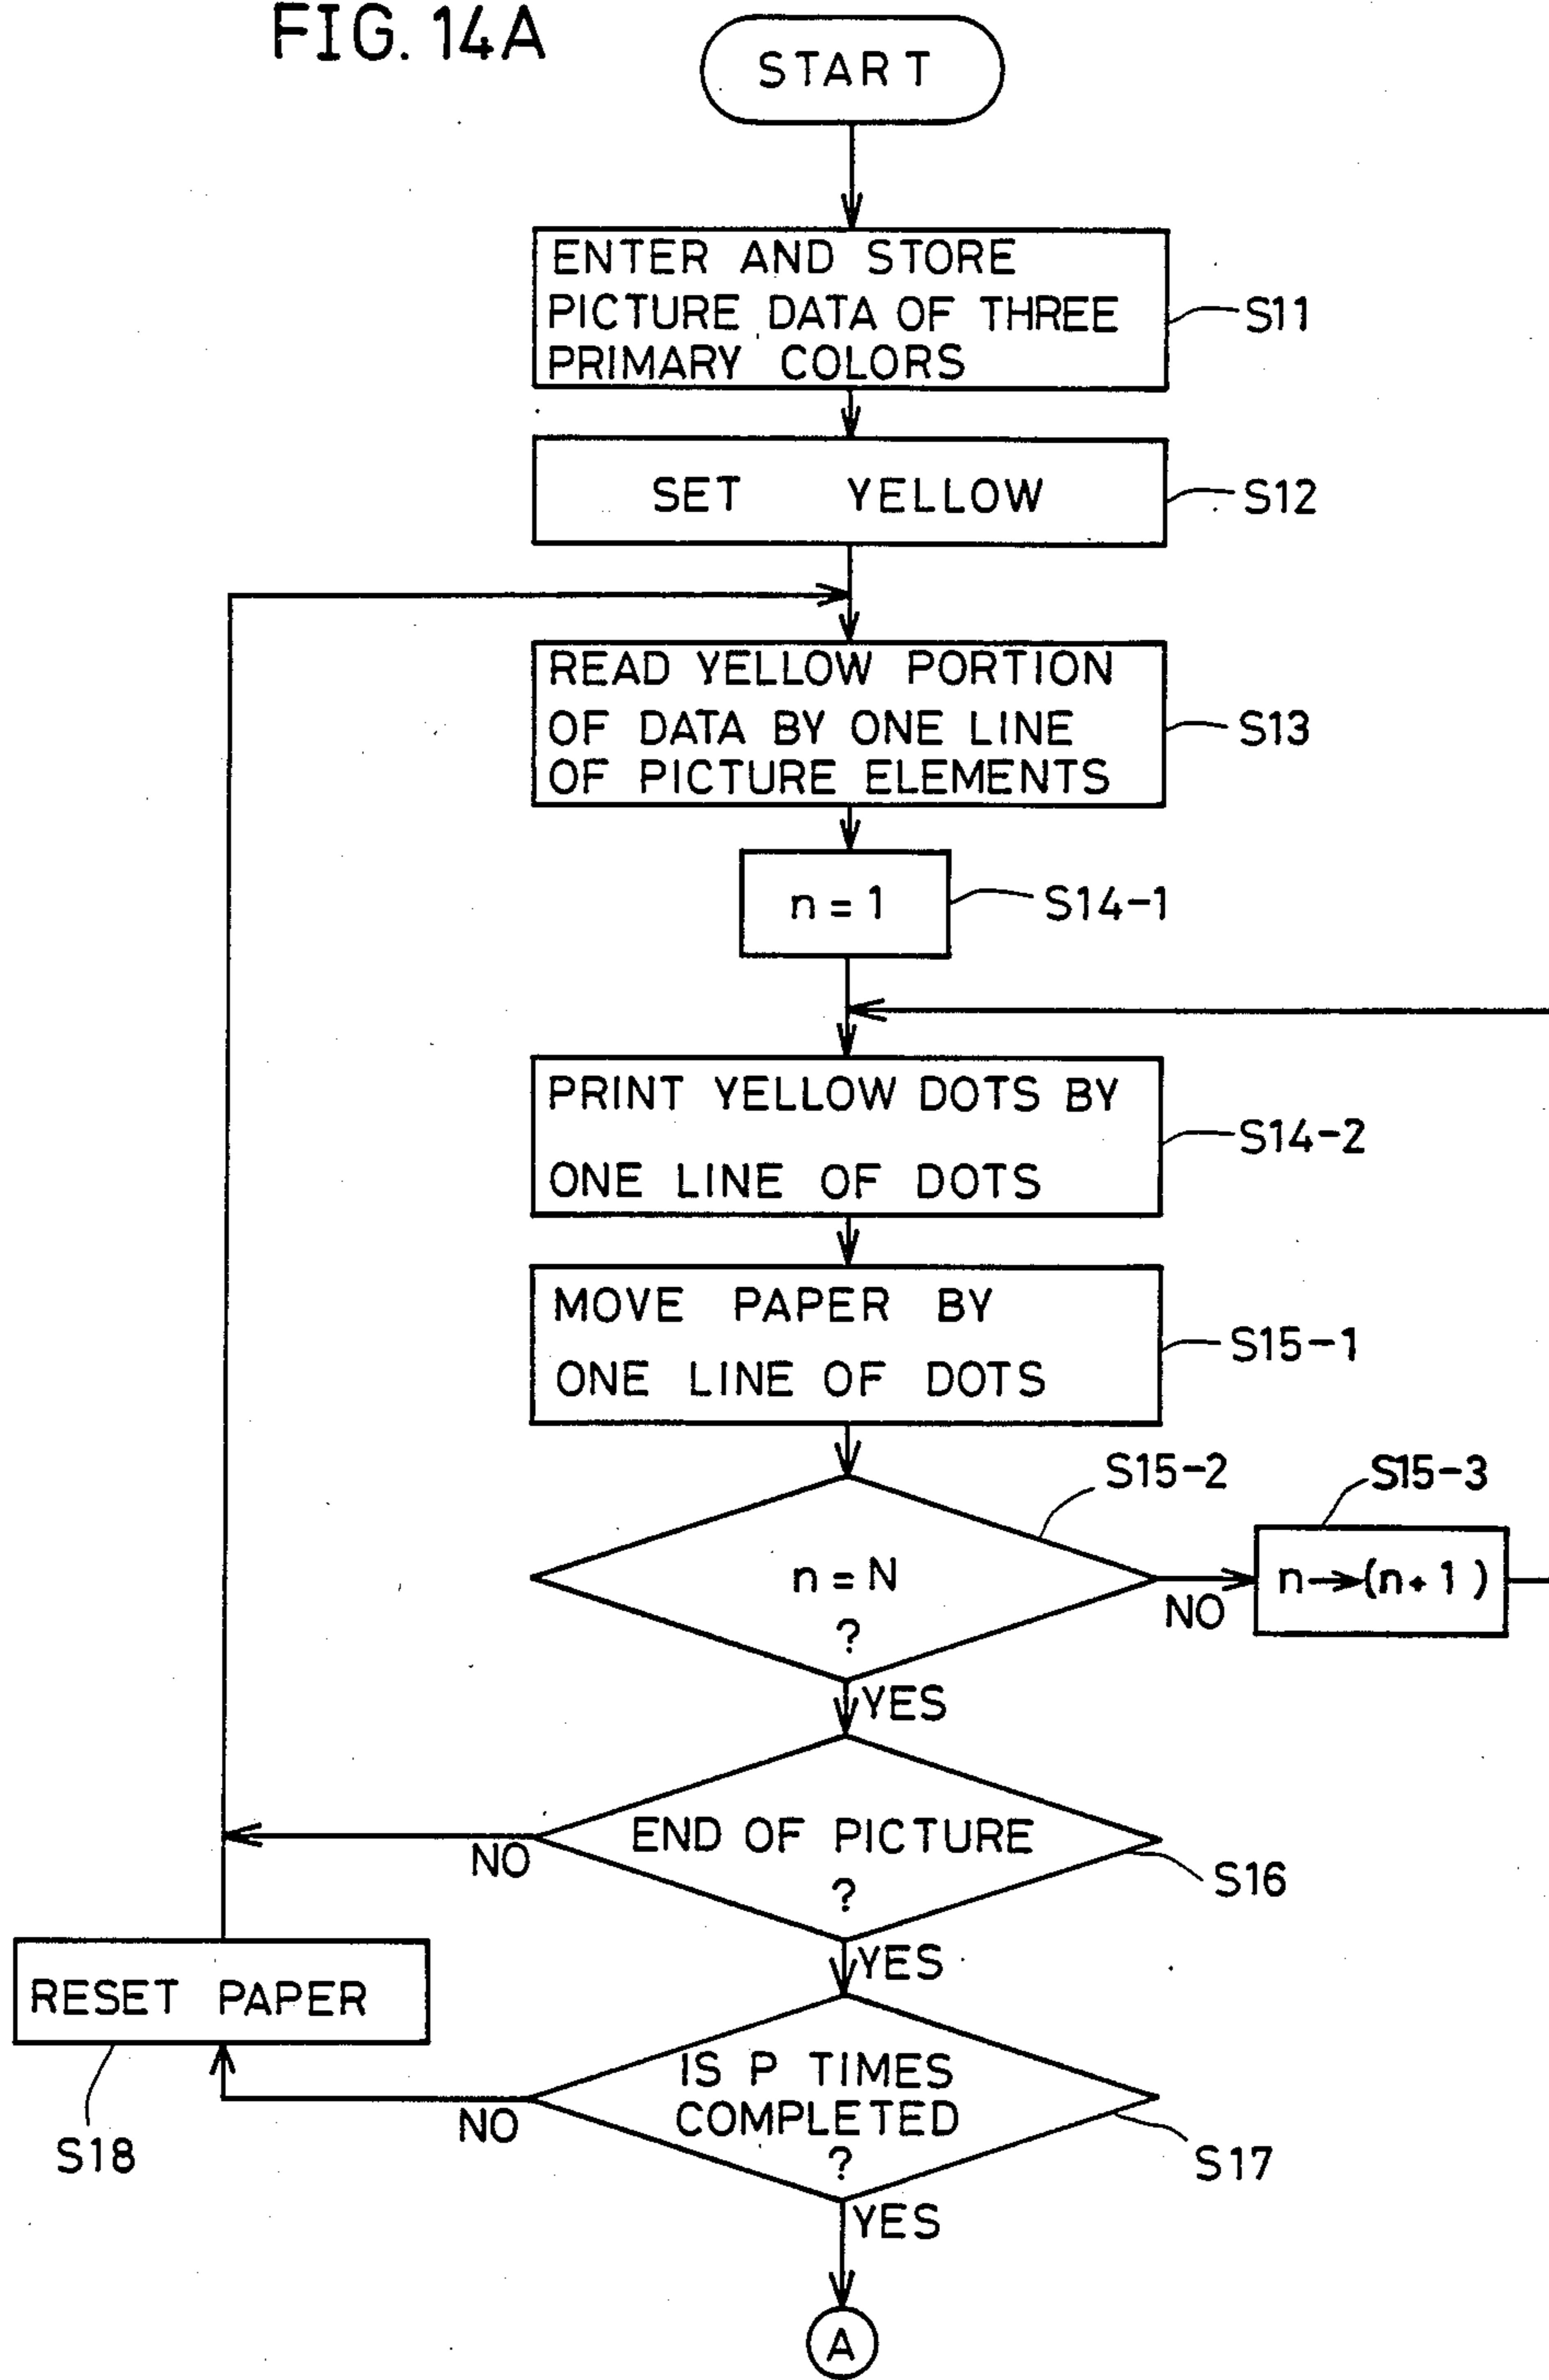 FIG. 14A
START
ENTER AND STORE
PICTURE DATA OF THREE
PRIMARY COLORS
S11
SET YELLOW
S12
READ YELLOW PORTION
OF DATA BY ONE LINE
OF PICTURE ELEMENTS
S13
n = 1
S14-1
PRINT YELLOW DOTS BY
ONE LINE OF DOTS
S14-2
MOVE PAPER BY
ONE LINE OF DOTS
S15-1
S15-2
S15-3
n = N
?
NO
n→(n+1)
YES
END OF PICTURE
?
NO
S16
YES
RESET PAPER
S18
IS P TIMES
COMPLETED
?
NO
S17
YES
A